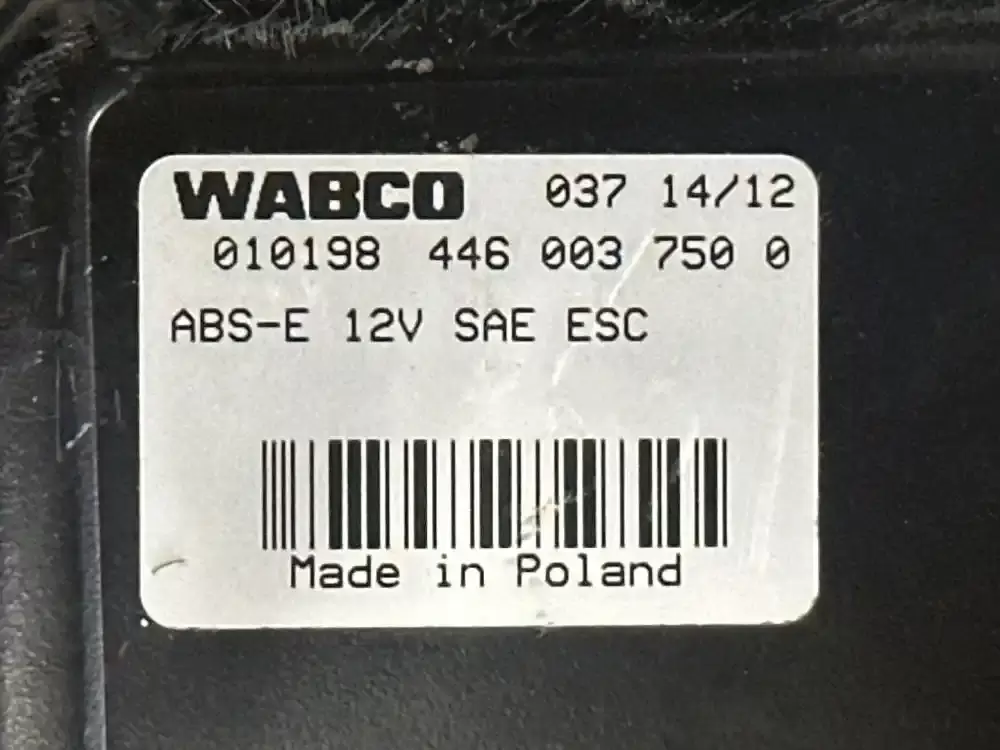 WABCO 037 14/12
010198 446 003 750 0
ABS-E 12V SAE ESC
Made in Poland